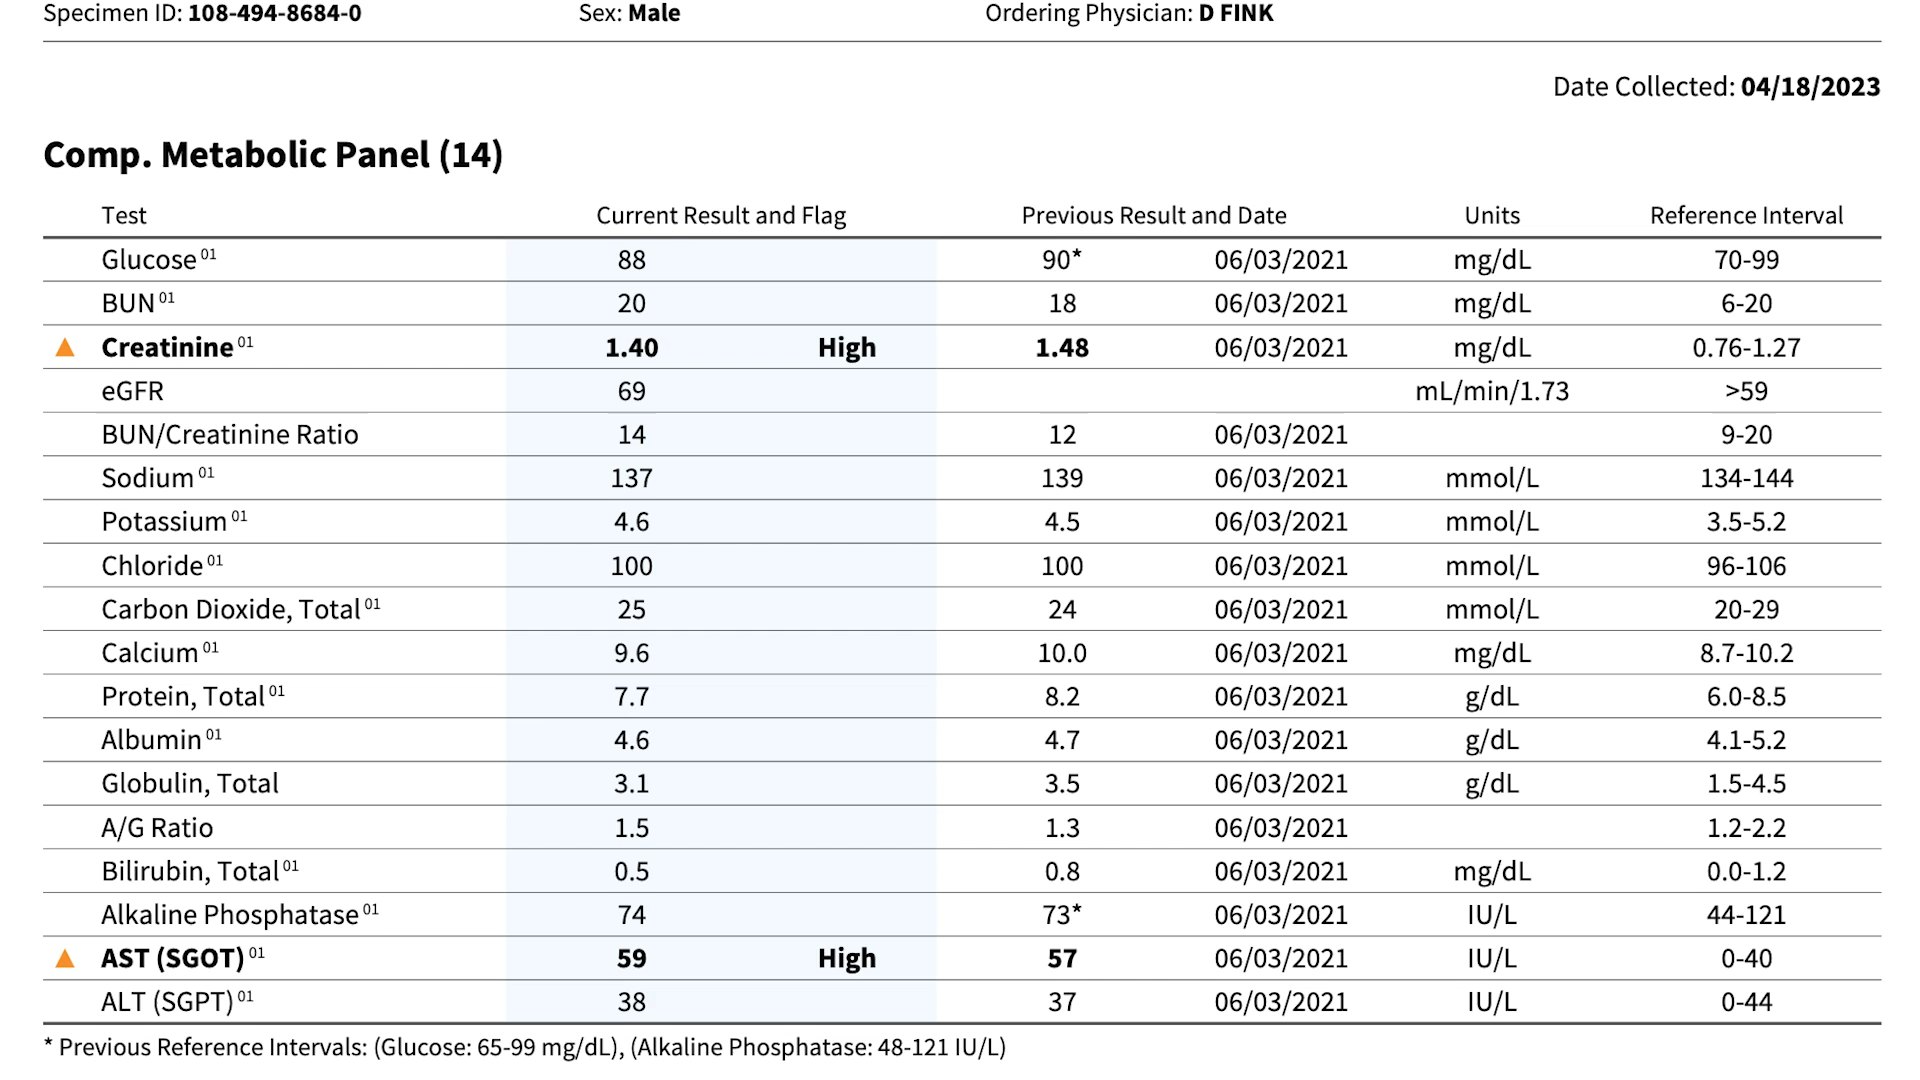 Specimen ID: 108-494-8684-0 Sex: Male Ordering Physician: D FINK
Date Collected: 04/18/2023
Comp. Metabolic Panel (14)
Test Current Result and Flag Previous Result and Date Units Reference Interval
Glucose 01 88 90* 06/03/2021 mg/dL 70-99
BUN 01 20 18 06/03/2021 mg/dL 6-20
▲ Creatinine 01 1.40 High 1.48 06/03/2021 mg/dL 0.76-1.27
eGFR 69 mL/min/1.73 >59
BUN/Creatinine Ratio 14 12 06/03/2021 9-20
Sodium 01 137 139 06/03/2021 mmol/L 134-144
Potassium 01 4.6 4.5 06/03/2021 mmol/L 3.5-5.2
Chloride 01 100 100 06/03/2021 mmol/L 96-106
Carbon Dioxide, Total 01 25 24 06/03/2021 mmol/L 20-29
Calcium 01 9.6 10.0 06/03/2021 mg/dL 8.7-10.2
Protein, Total 01 7.7 8.2 06/03/2021 g/dL 6.0-8.5
Albumin 01 4.6 4.7 06/03/2021 g/dL 4.1-5.2
Globulin, Total 3.1 3.5 06/03/2021 g/dL 1.5-4.5
A/G Ratio 1.5 1.3 06/03/2021 1.2-2.2
Bilirubin, Total 01 0.5 0.8 06/03/2021 mg/dL 0.0-1.2
Alkaline Phosphatase 01 74 73* 06/03/2021 IU/L 44-121
▲ AST (SGOT) 01 59 High 57 06/03/2021 IU/L 0-40
ALT (SGPT) 01 38 37 06/03/2021 IU/L 0-44
* Previous Reference Intervals: (Glucose: 65-99 mg/dL), (Alkaline Phosphatase: 48-121 IU/L)